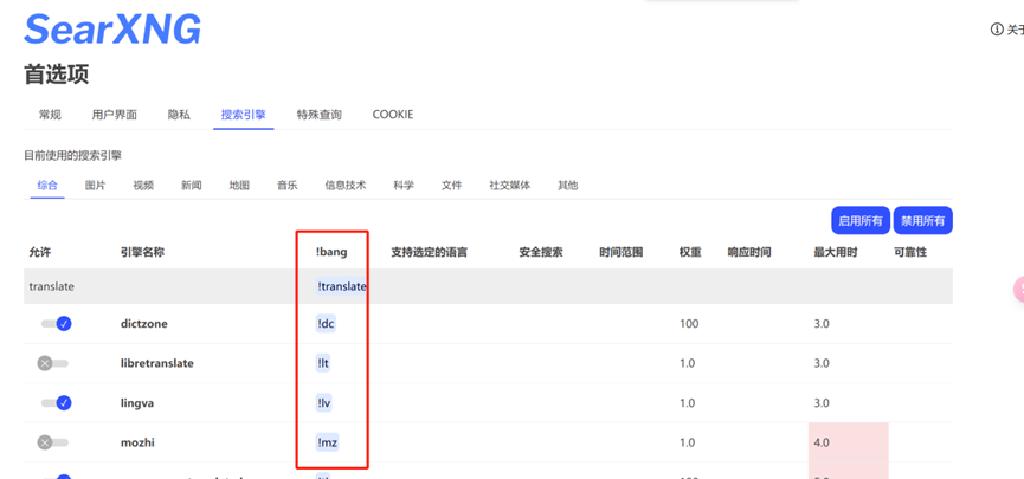 SearXNG
关于
首选项
常规 用户界面 隐私 搜索引擎 特殊查询 COOKIE
目前使用的搜索引擎
综合 图片 视频 新闻 地图 音乐 信息技术 科学 文件 社交媒体 其他
启用所有 禁用所有
允许 引擎名称 !bang 支持选定的语言 安全搜索 时间范围 权重 响应时间 最大用时 可靠性
translate !translate
dictzone !dc 100 3.0
libretranslate !lt 1.0 3.0
lingva !lv 1.0 3.0
mozhi !mz 1.0 4.0